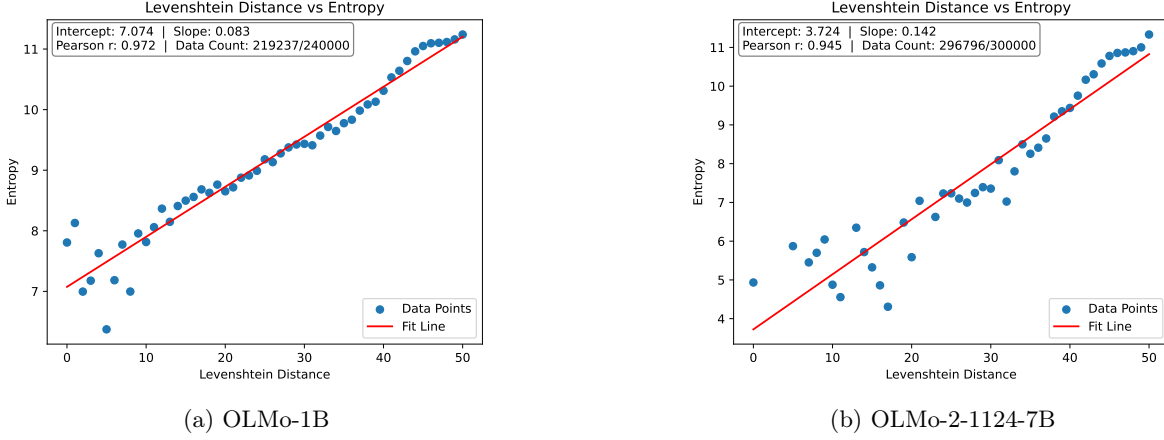 Levenshtein Distance vs Entropy
Intercept: 7.074 | Slope: 0.083
Pearson r: 0.972 | Data Count: 219237/240000
11
10
9
8
7
Entropy
Data Points
Fit Line
0 10 20 30 40 50
Levenshtein Distance
(a) OLMo-1B
Levenshtein Distance vs Entropy
Intercept: 3.724 | Slope: 0.142
Pearson r: 0.945 | Data Count: 296796/300000
11
10
9
8
7
6
5
4
Entropy
Data Points
Fit Line
0 10 20 30 40 50
Levenshtein Distance
(b) OLMo-2-1124-7B